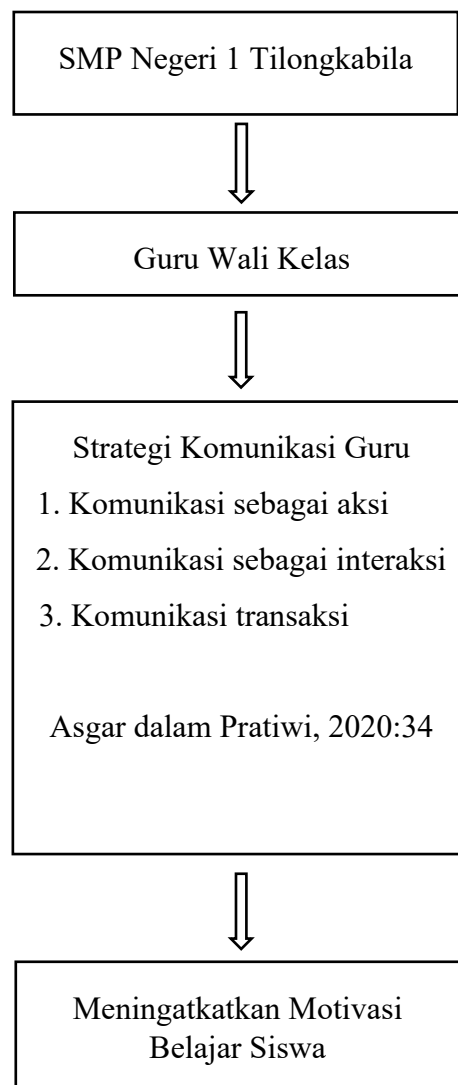 SMP Negeri 1 Tilongkabila
Guru Wali Kelas
Strategi Komunikasi Guru
1. Komunikasi sebagai aksi
2. Komunikasi sebagai interaksi
3. Komunikasi transaksi
Asgar dalam Pratiwi, 2020:34
Meningatkatkan Motivasi
Belajar Siswa